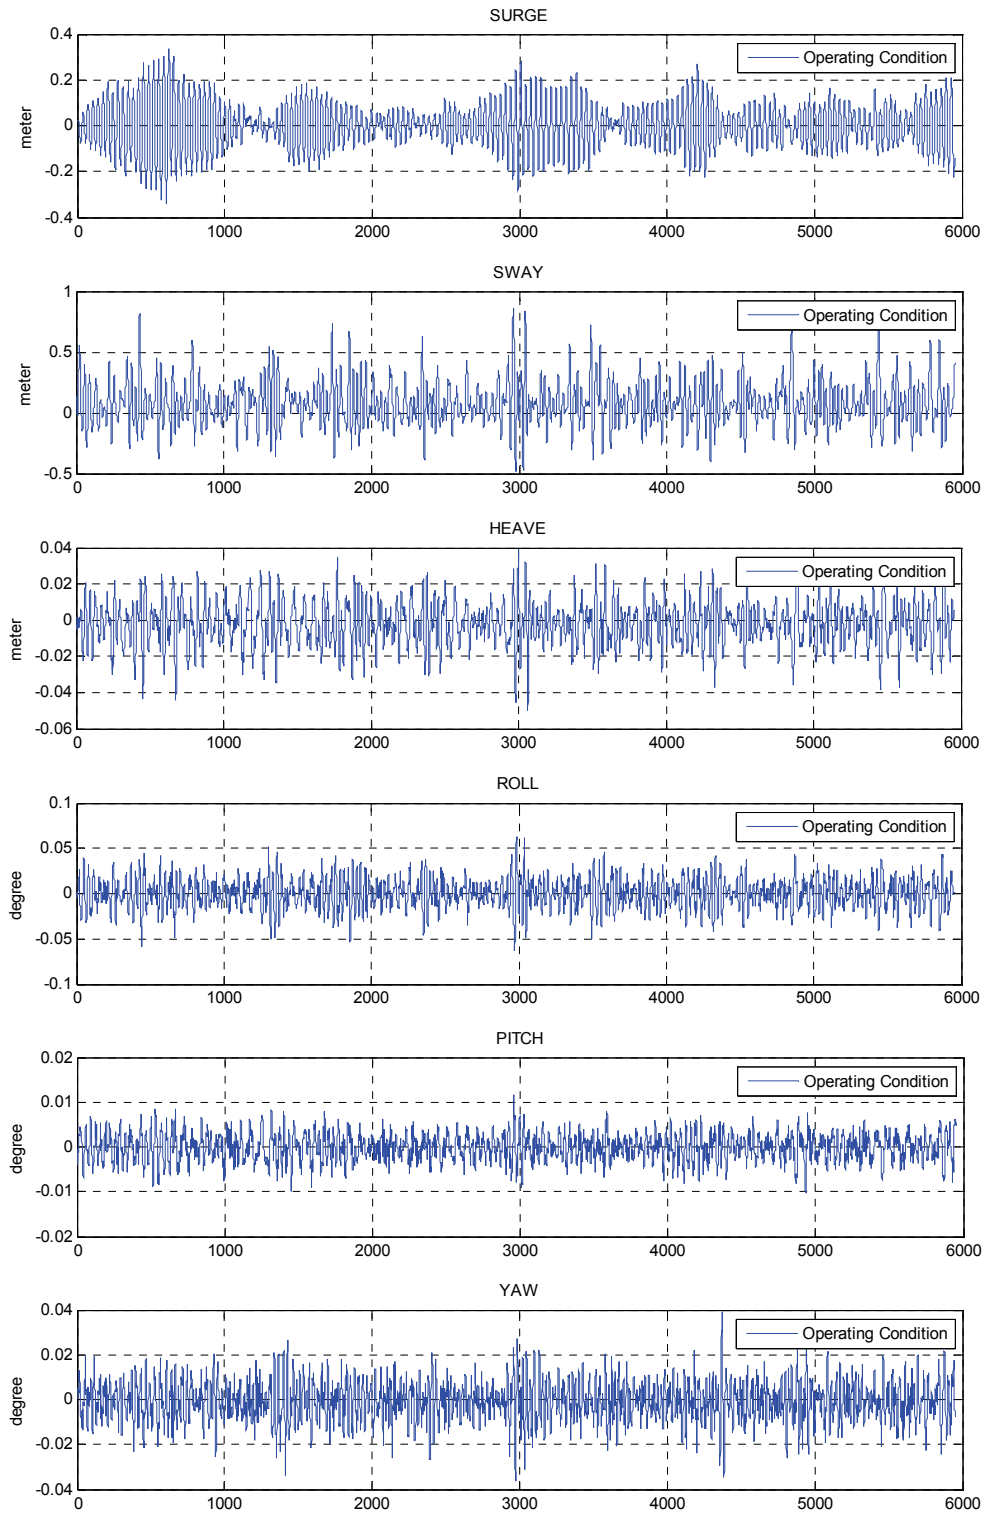 SURGE
0.4
0.2
0
-0.2
-0.4
meter
Operating Condition
0 1000 2000 3000 4000 5000 6000
SWAY
1
0.5
0
-0.5
meter
Operating Condition
0 1000 2000 3000 4000 5000 6000
HEAVE
0.04
0.02
0
-0.02
-0.04
-0.06
meter
Operating Condition
0 1000 2000 3000 4000 5000 6000
ROLL
0.1
0.05
0
-0.05
-0.1
degree
Operating Condition
0 1000 2000 3000 4000 5000 6000
PITCH
0.02
0.01
0
-0.01
-0.02
degree
Operating Condition
0 1000 2000 3000 4000 5000 6000
YAW
0.04
0.02
0
-0.02
-0.04
degree
Operating Condition
0 1000 2000 3000 4000 5000 6000